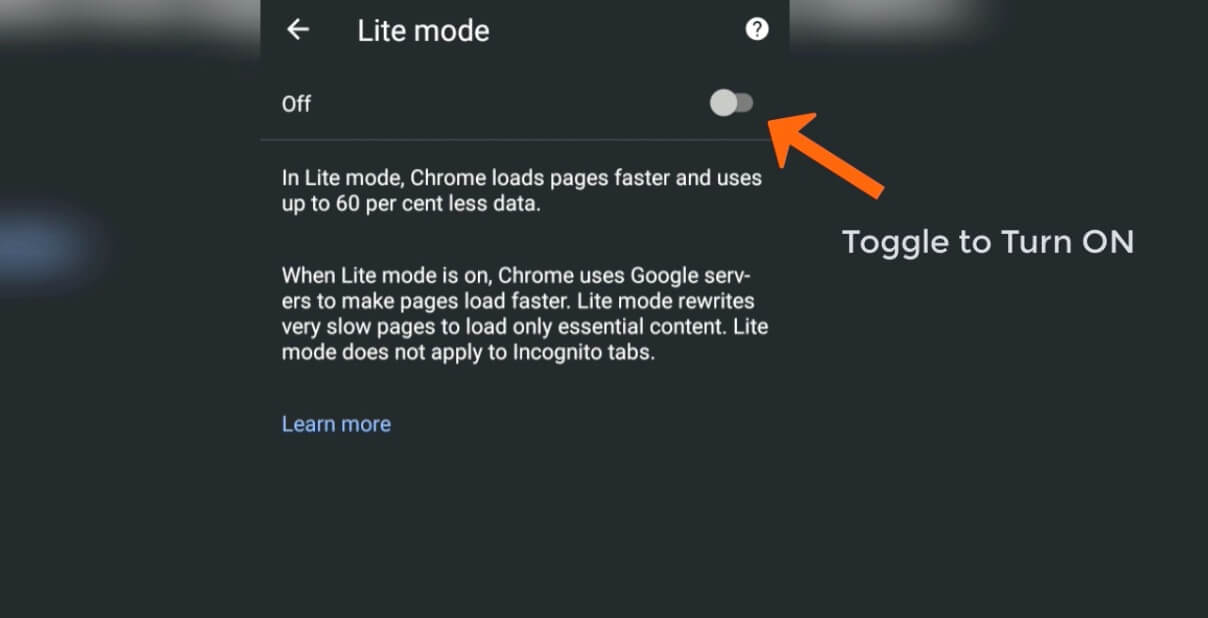 Lite mode
?
Off
In Lite mode, Chrome loads pages faster and uses
up to 60 per cent less data.
When Lite mode is on, Chrome uses Google serv-
ers to make pages load faster. Lite mode rewrites
very slow pages to load only essential content. Lite
mode does not apply to Incognito tabs.
Learn more
Toggle to Turn ON